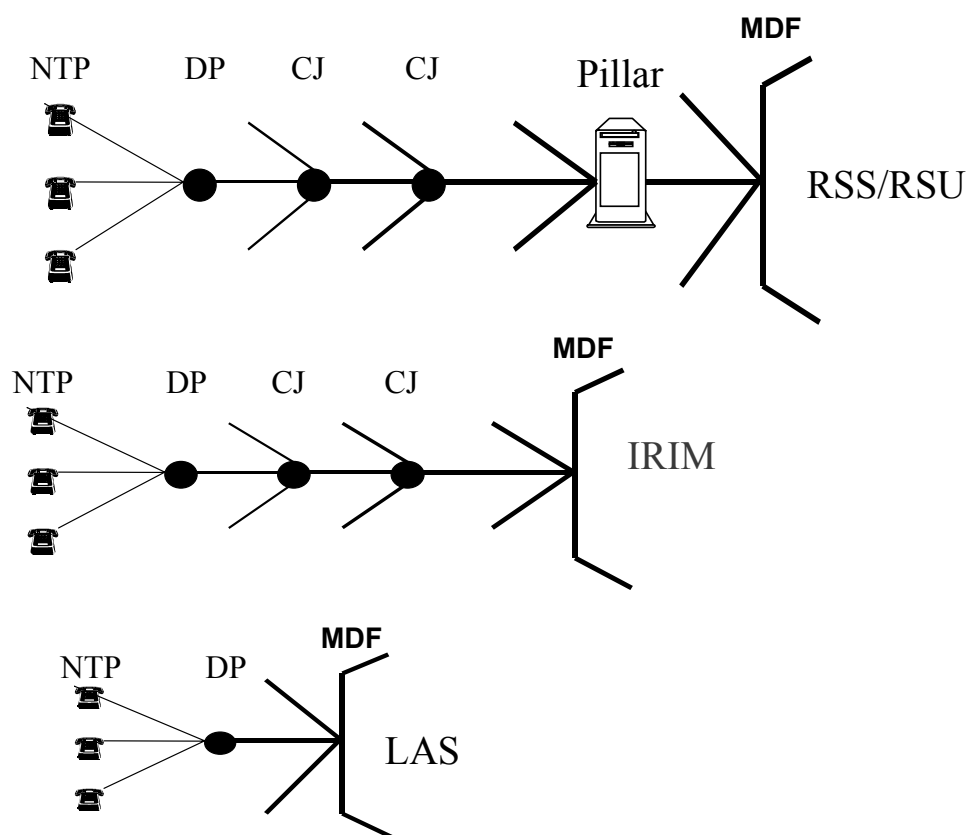 MDF
NTP DP CJ CJ Pillar
RSS/RSU
MDF
NTP DP CJ CJ
IRIM
MDF
NTP DP
LAS